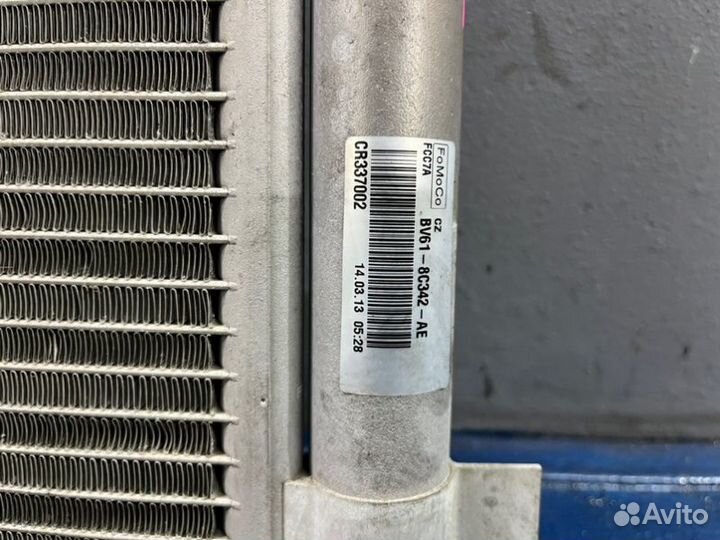 FoMoCo
FCC7A
CZ
BV61-8C342-AE
CR337002
14.03.13 05:28
Avito